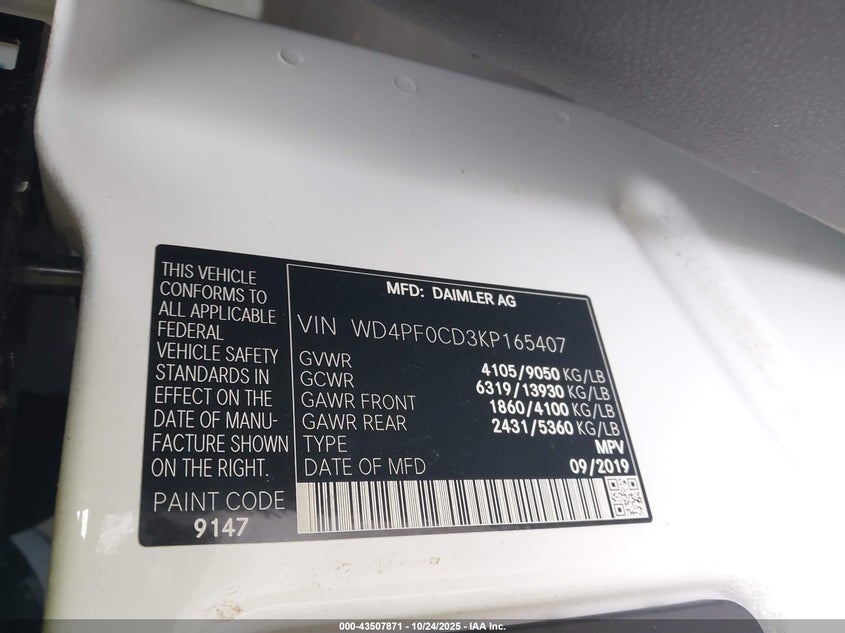 THIS VEHICLE
CONFORMS TO
ALL APPLICABLE
FEDERAL
VEHICLE SAFETY
STANDARDS IN
EFFECT ON THE
DATE OF MANU-
FACTURE SHOWN
ON THE RIGHT.
PAINT CODE
9147
MFD: DAIMLER AG
VIN WD4PF0CD3KP165407
GVWR 4105/9050 KG/LB
GCWR 6319/13930 KG/LB
GAWR FRONT 1860/4100 KG/LB
GAWR REAR 2431/5360 KG/LB
TYPE MPV
DATE OF MFD 09/2019
000-43507871 - 10/24/2025 - IAA Inc.